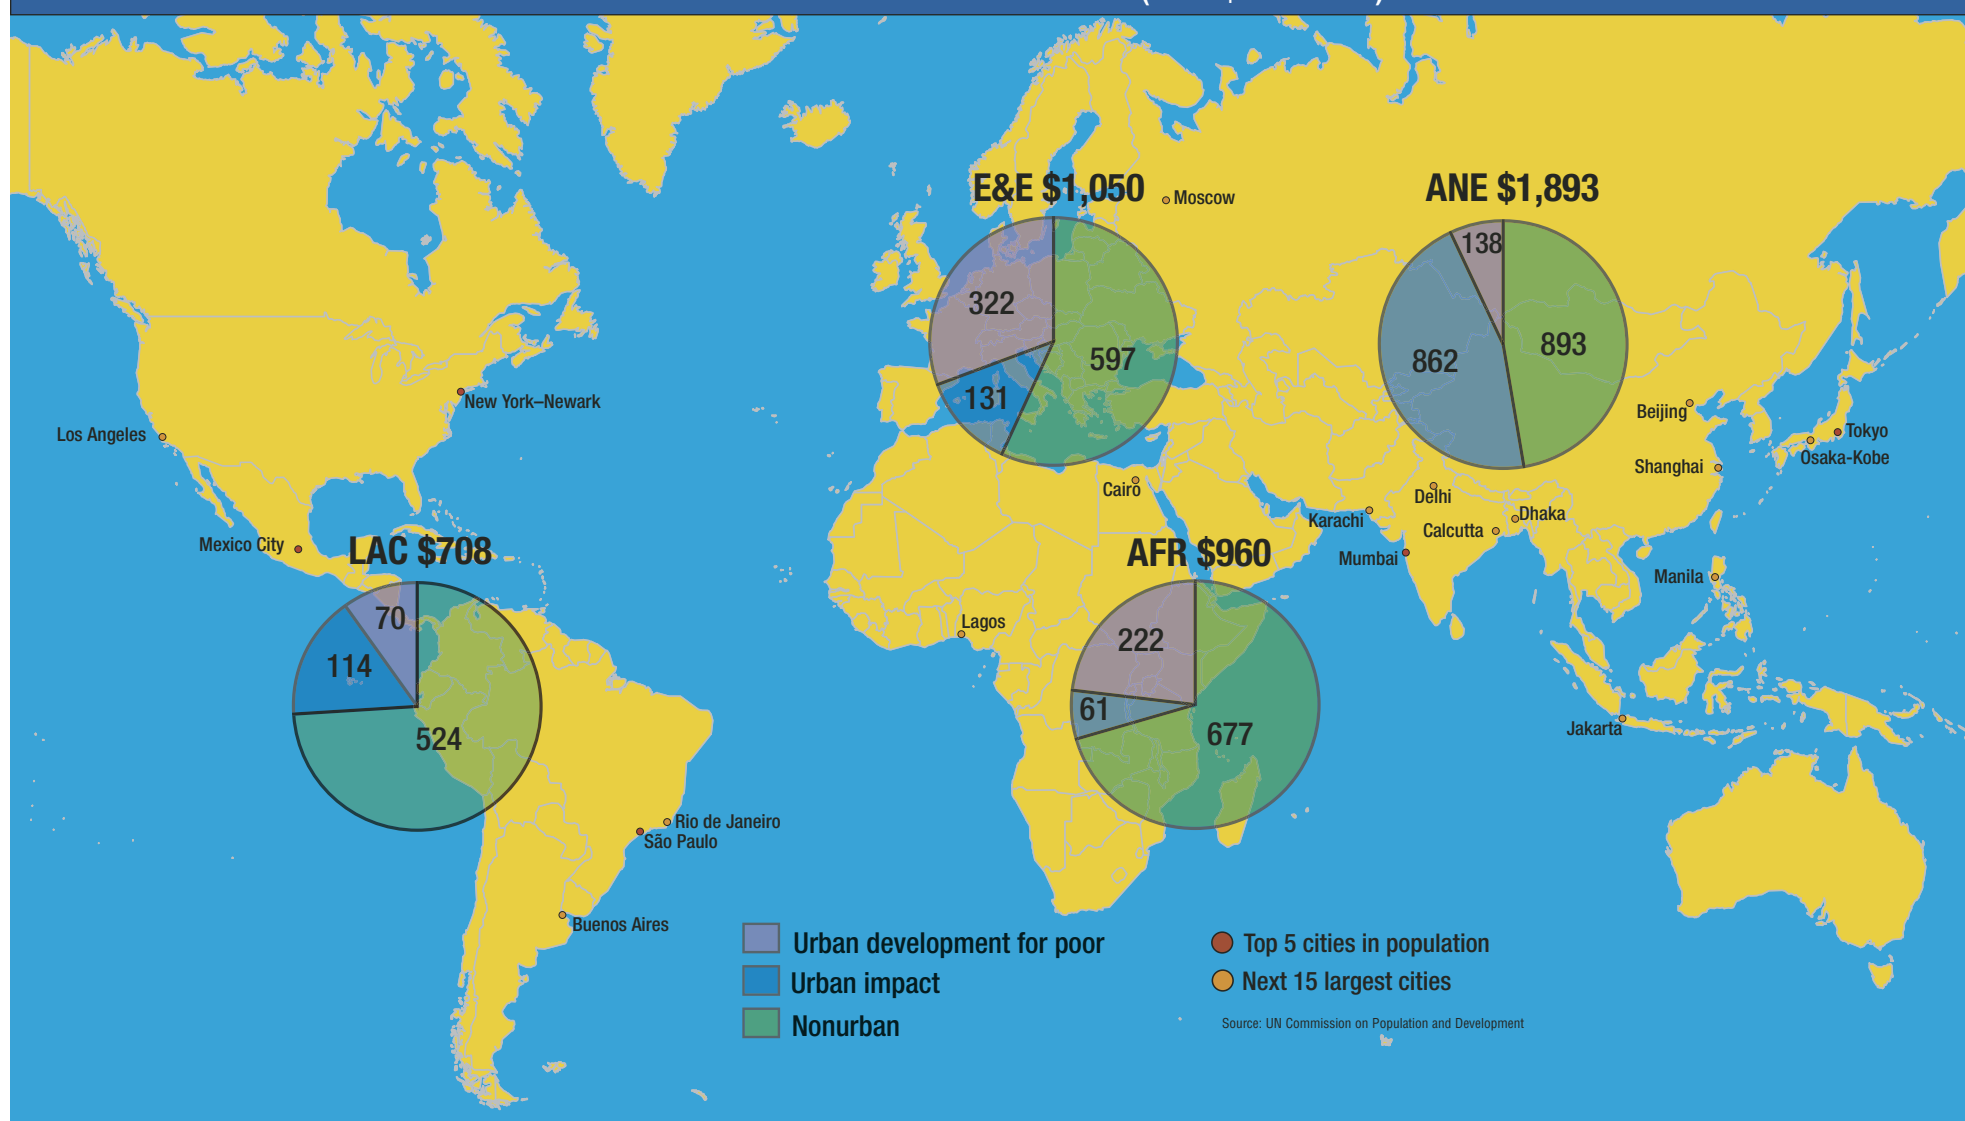 E&E $1,050
Moscow
ANE $1,893
138
322
597
862
893
131
New York–Newark
Los Angeles
Beijing
Tokyo
Osaka-Kobe
Shanghai
Cairo
Delhi
Karachi
Dhaka
Calcutta
Mexico City
LAC $708
AFR $960
Mumbai
Manila
70
Lagos
222
114
61
524
677
Jakarta
Rio de Janeiro
São Paulo
Buenos Aires
Urban development for poor
Urban impact
Nonurban
Top 5 cities in population
Next 15 largest cities
Source: UN Commission on Population and Development